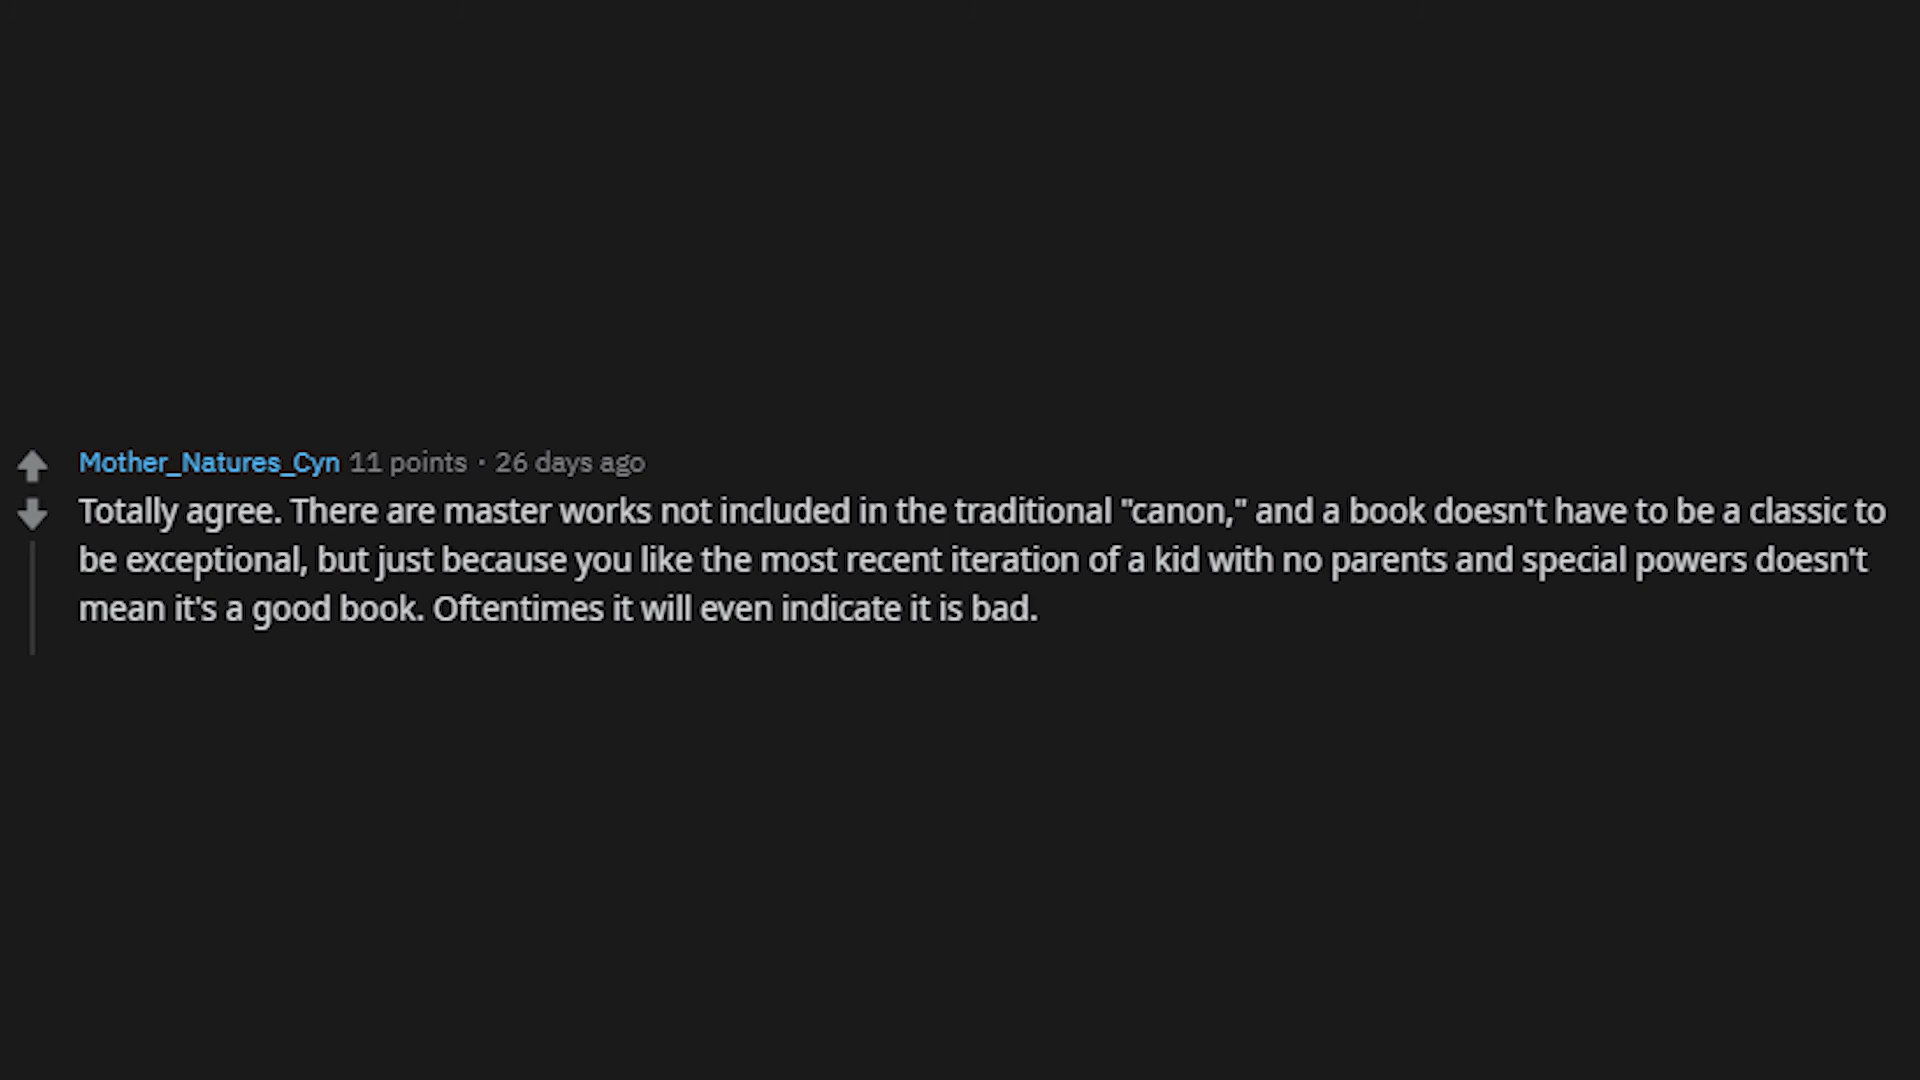 Mother_Natures_Cyn 11 points · 26 days ago
Totally agree. There are master works not included in the traditional "canon," and a book doesn't have to be a classic to
be exceptional, but just because you like the most recent iteration of a kid with no parents and special powers doesn't
mean it's a good book. Oftentimes it will even indicate it is bad.